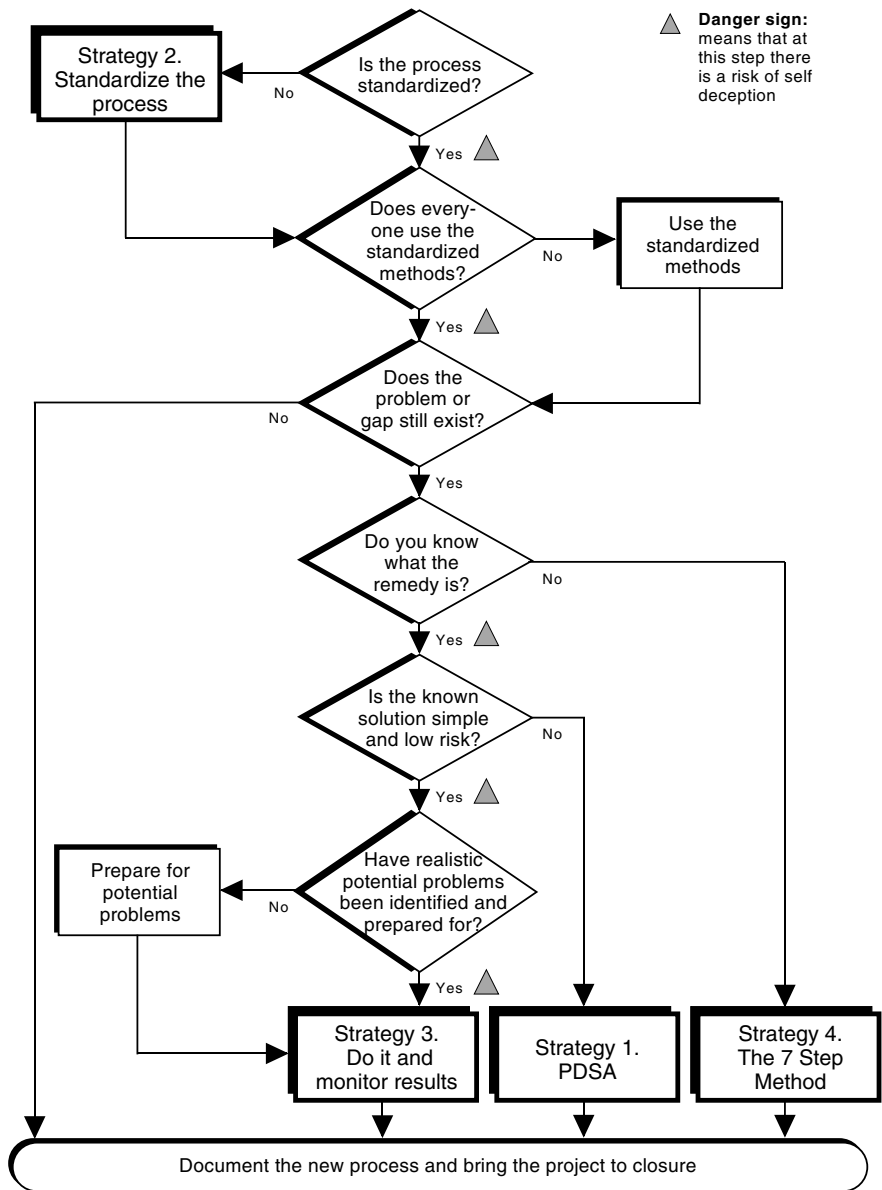 Danger sign:
means that at
this step there
is a risk of self
deception
Strategy 2.
Standardize the
process
No
Is the process
standardized?
Yes
Does every-
one use the
standardized
methods?
No
Use the
standardized
methods
Yes
Does the
problem or
gap still exist?
No
Yes
Do you know
what the
remedy is?
No
Yes
Is the known
solution simple
and low risk?
No
Yes
Have realistic
potential problems
been identified and
prepared for?
No
Prepare for
potential
problems
Yes
Strategy 3.
Do it and
monitor results
Strategy 1.
PDSA
Strategy 4.
The 7 Step
Method
Document the new process and bring the project to closure